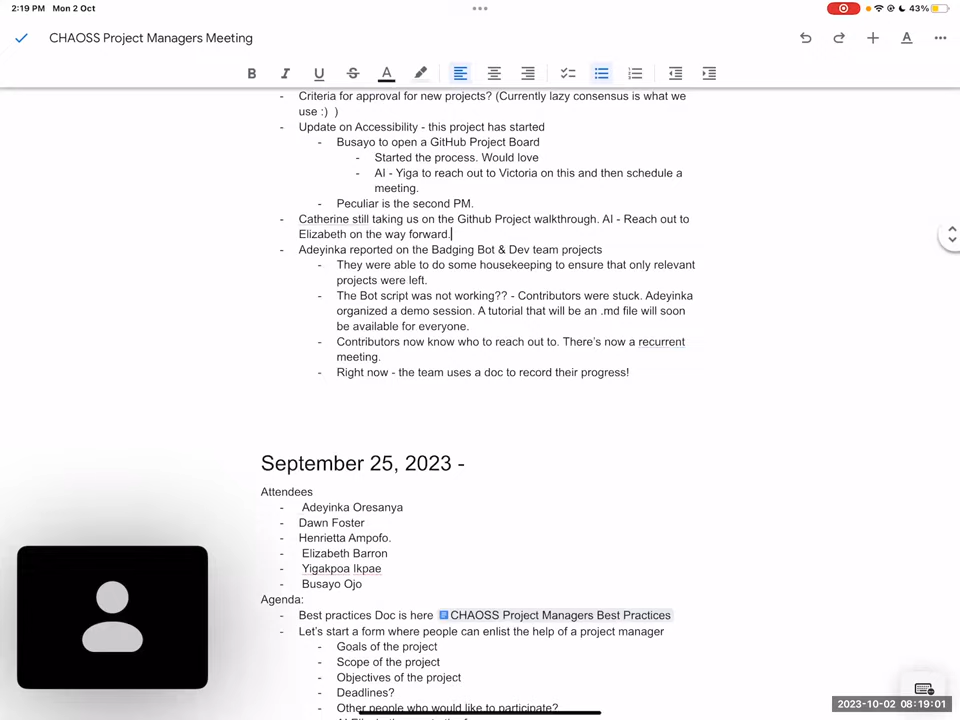 2:19 PM Mon 2 Oct
43%
CHAOSS Project Managers Meeting
B I U S A
- Criteria for approval for new projects? (Currently lazy consensus is what we
use :) )
- Update on Accessibility - this project has started
- Busayo to open a GitHub Project Board
- Started the process. Would love
- AI - Yiga to reach out to Victoria on this and then schedule a
meeting.
- Peculiar is the second PM.
- Catherine still taking us on the Github Project walkthrough. AI - Reach out to
Elizabeth on the way forward.
- Adeyinka reported on the Badging Bot & Dev team projects
- They were able to do some housekeeping to ensure that only relevant
projects were left.
- The Bot script was not working?? - Contributors were stuck. Adeyinka
organized a demo session. A tutorial that will be an .md file will soon
be available for everyone.
- Contributors now know who to reach out to. There's now a recurrent
meeting.
- Right now - the team uses a doc to record their progress!
September 25, 2023 -
Attendees
- Adeyinka Oresanya
- Dawn Foster
- Henrietta Ampofo.
- Elizabeth Barron
- Yigakpoa Ikpae
- Busayo Ojo
Agenda:
- Best practices Doc is here CHAOSS Project Managers Best Practices
- Let's start a form where people can enlist the help of a project manager
- Goals of the project
- Scope of the project
- Objectives of the project
- Deadlines?
- Other people who would like to participate?
2023-10-02 08:19:01